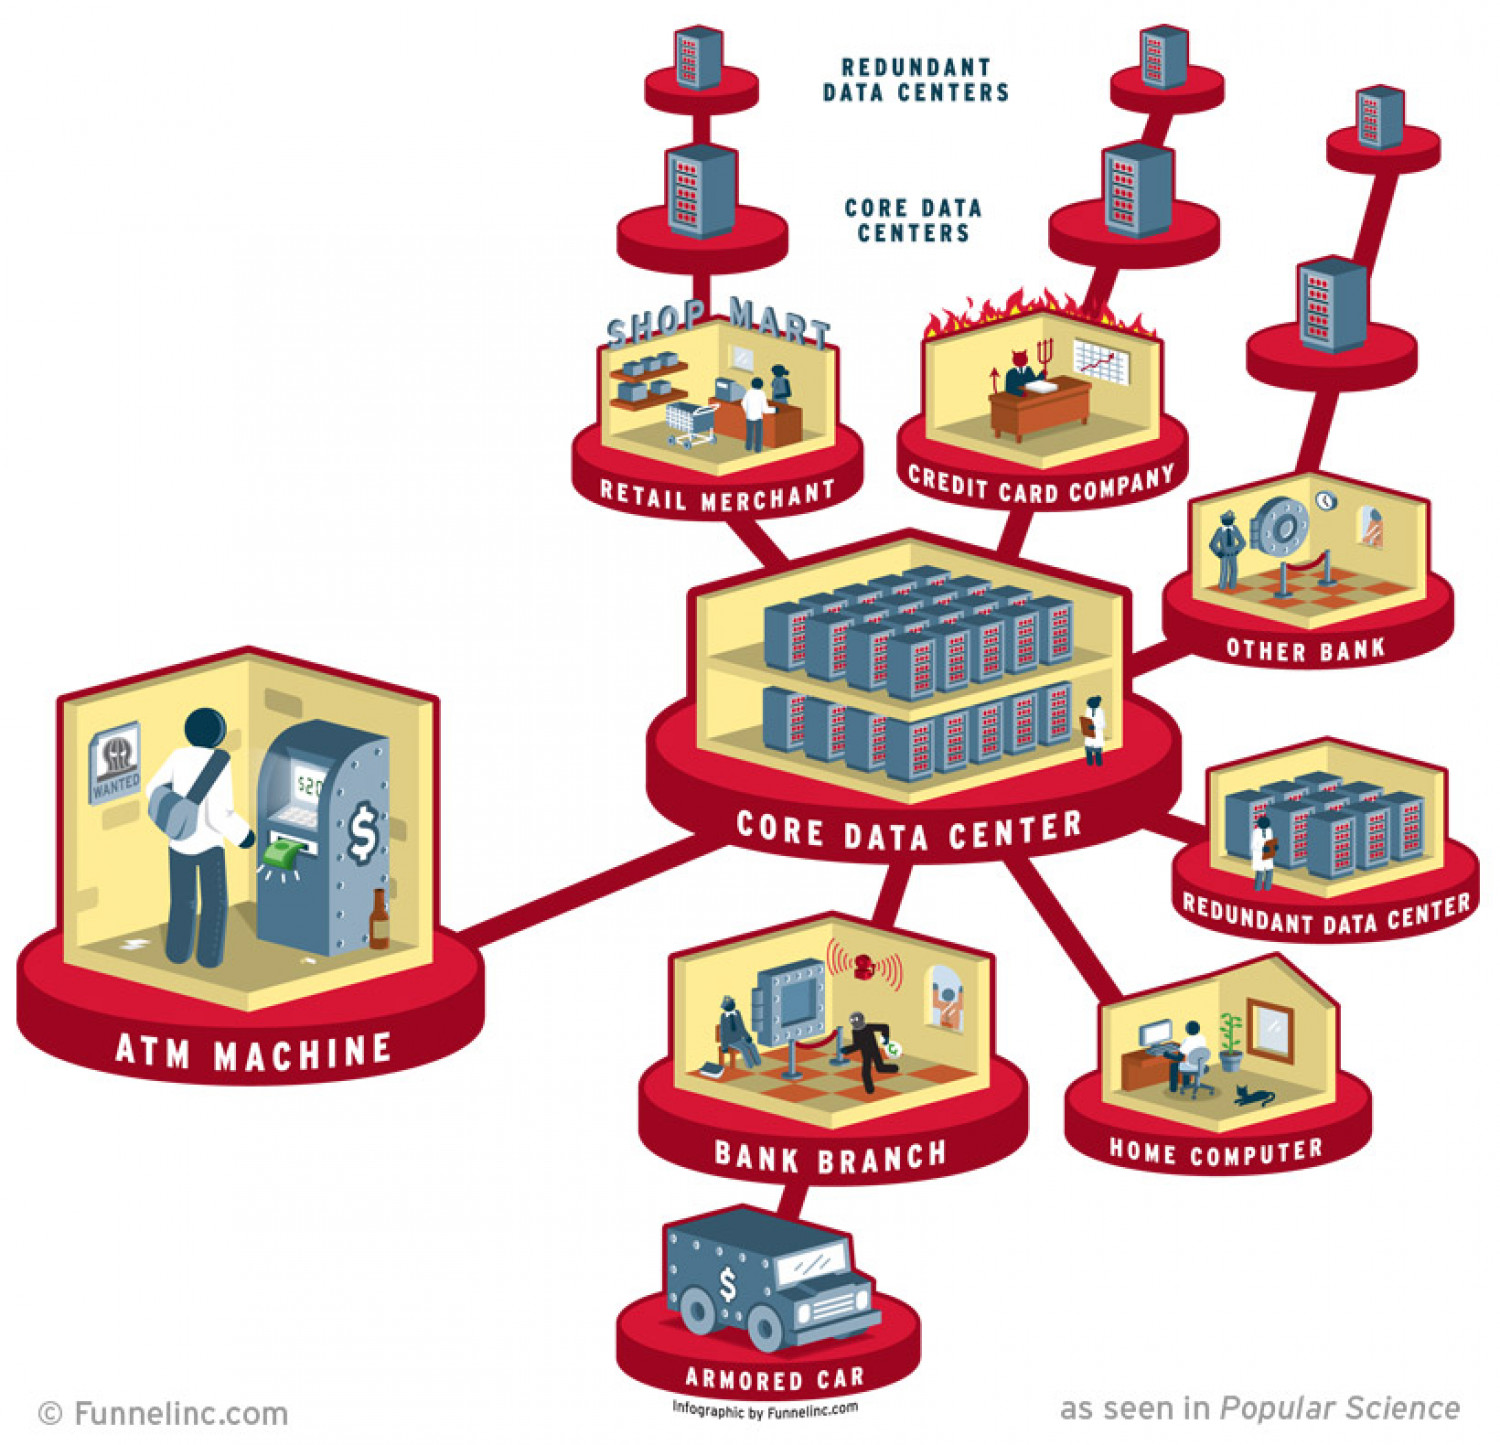 REDUNDANT
DATA CENTERS
CORE DATA
CENTERS
SHOP MART
RETAIL MERCHANT
CREDIT CARD COMPANY
OTHER BANK
CORE DATA CENTER
REDUNDANT DATA CENTER
WANTED
$20
$
ATM MACHINE
BANK BRANCH
HOME COMPUTER
$
ARMORED CAR
Infographic by Funnelinc.com
© Funnelinc.com
as seen in Popular Science